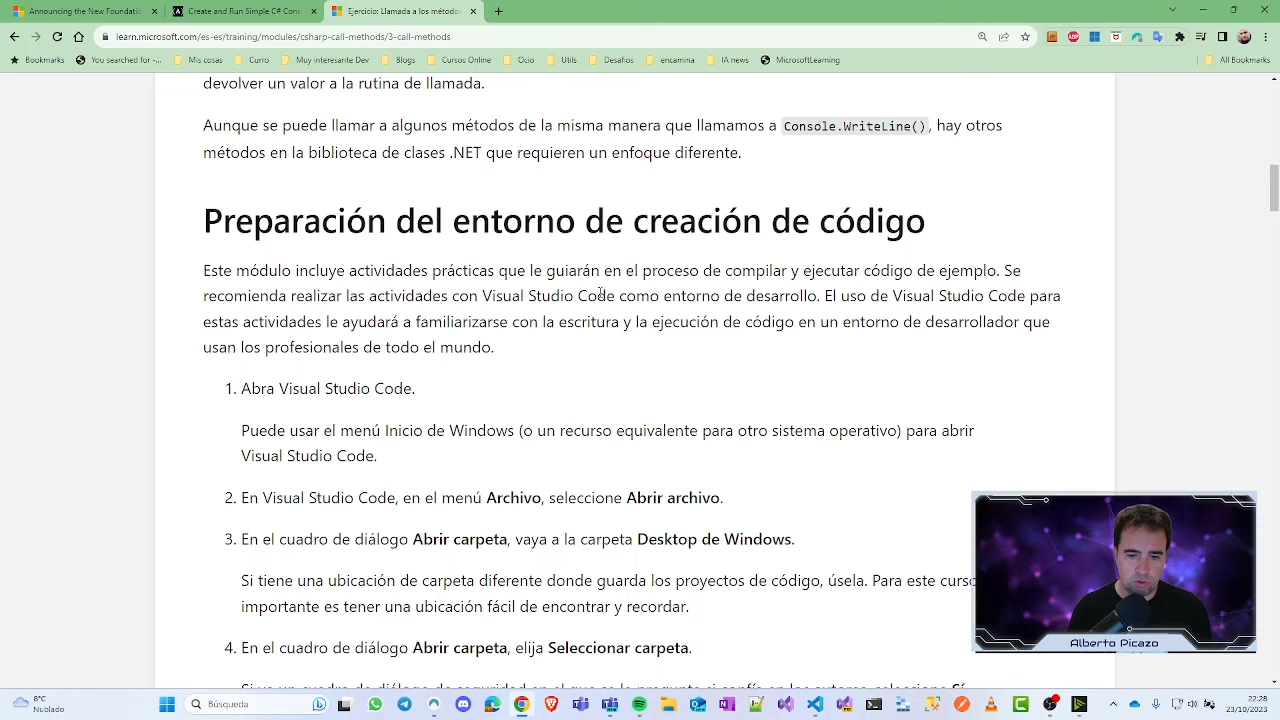 Announcing the New Foundatic
Create and Run Simple C# Cons
Ejercicio: Llamada a los método
learn.microsoft.com/es-es/training/modules/csharp-call-methods/3-call-methods
Bookmarks
You searched for -...
Mis cosas
Curro
Muy interesante Dev
Blogs
Cursos Online
Ocio
Utils
Desafios
encamina
IA news
MicrosoftLearning
All Bookmarks
devolver un valor a la rutina de llamada.
Aunque se puede llamar a algunos métodos de la misma manera que llamamos a Console.WriteLine(), hay otros
métodos en la biblioteca de clases .NET que requieren un enfoque diferente.
Preparación del entorno de creación de código
Este módulo incluye actividades prácticas que le guiarán en el proceso de compilar y ejecutar código de ejemplo. Se
recomienda realizar las actividades con Visual Studio Code como entorno de desarrollo. El uso de Visual Studio Code para
estas actividades le ayudará a familiarizarse con la escritura y la ejecución de código en un entorno de desarrollador que
usan los profesionales de todo el mundo.
1. Abra Visual Studio Code.
Puede usar el menú Inicio de Windows (o un recurso equivalente para otro sistema operativo) para abrir
Visual Studio Code.
2. En Visual Studio Code, en el menú Archivo, seleccione Abrir archivo.
3. En el cuadro de diálogo Abrir carpeta, vaya a la carpeta Desktop de Windows.
Si tiene una ubicación de carpeta diferente donde guarda los proyectos de código, úsela. Para este curso
importante es tener una ubicación fácil de encontrar y recordar.
4. En el cuadro de diálogo Abrir carpeta, elija Seleccionar carpeta.
Alberto Picazo
8°C
Nublado
Búsqueda
22:28
23/10/2023